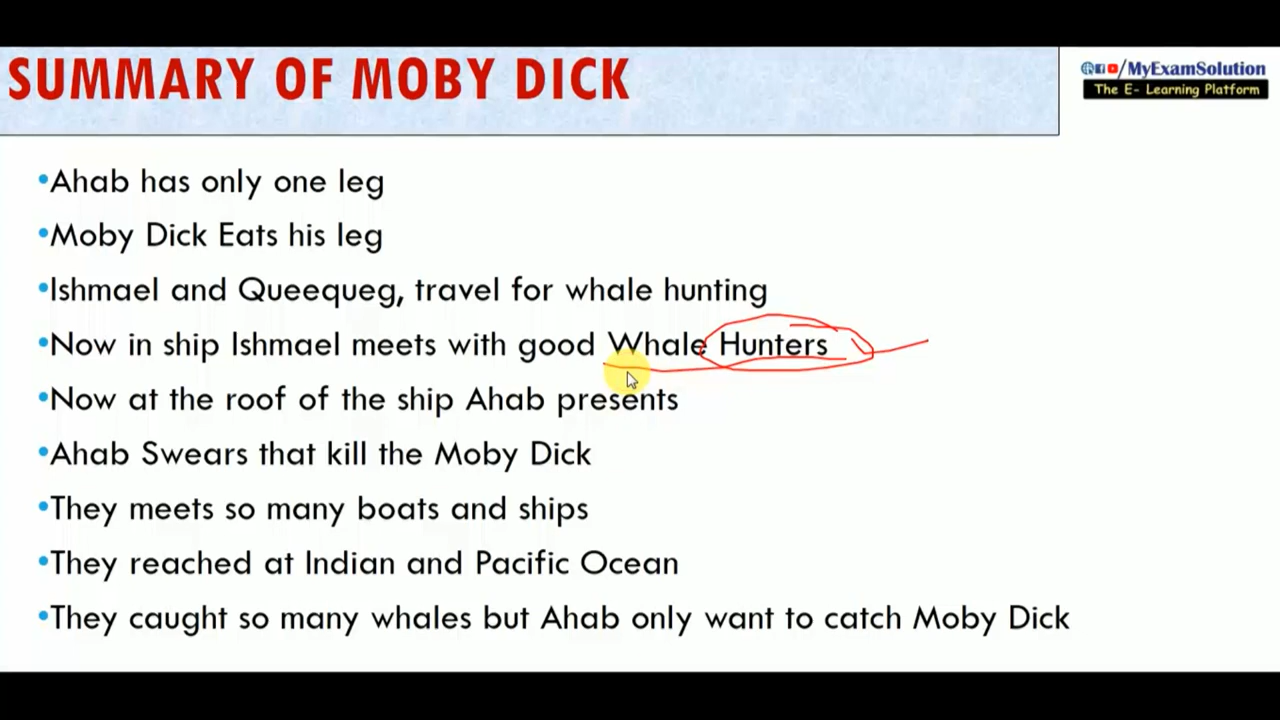 SUMMARY OF MOBY DICK
/MyExamSolution
The E- Learning Platform
•Ahab has only one leg
•Moby Dick Eats his leg
•Ishmael and Queequeg, travel for whale hunting
•Now in ship Ishmael meets with good Whale Hunters
•Now at the roof of the ship Ahab presents
•Ahab Swears that kill the Moby Dick
•They meets so many boats and ships
•They reached at Indian and Pacific Ocean
•They caught so many whales but Ahab only want to catch Moby Dick